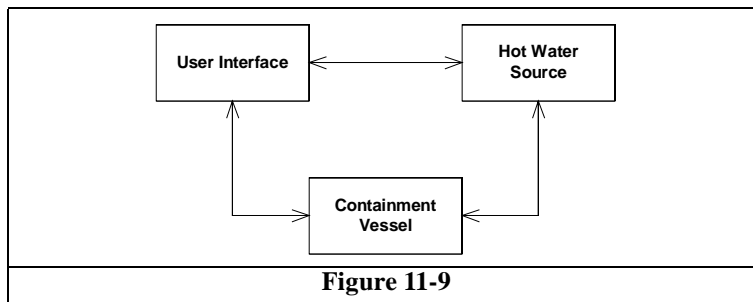 User Interface
Hot Water
Source
Containment
Vessel
Figure 11-9